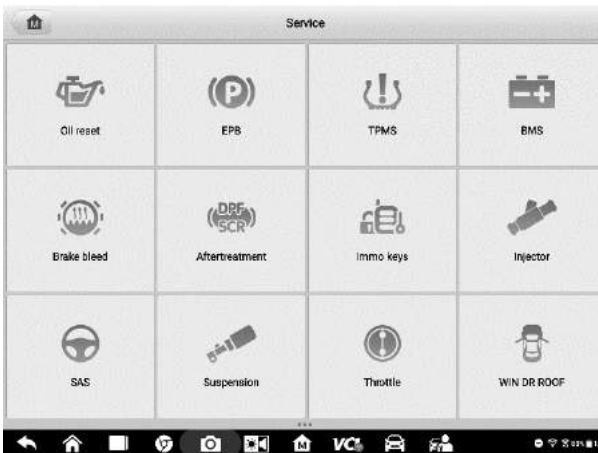 M
Service
Oil reset
EPB
TPMS
BMS
Brake bleed
Aftertreatment
Immo keys
Injector
SAS
Suspension
Throttle
WIN DR ROOF
P
DPF
SCR
M
VCI